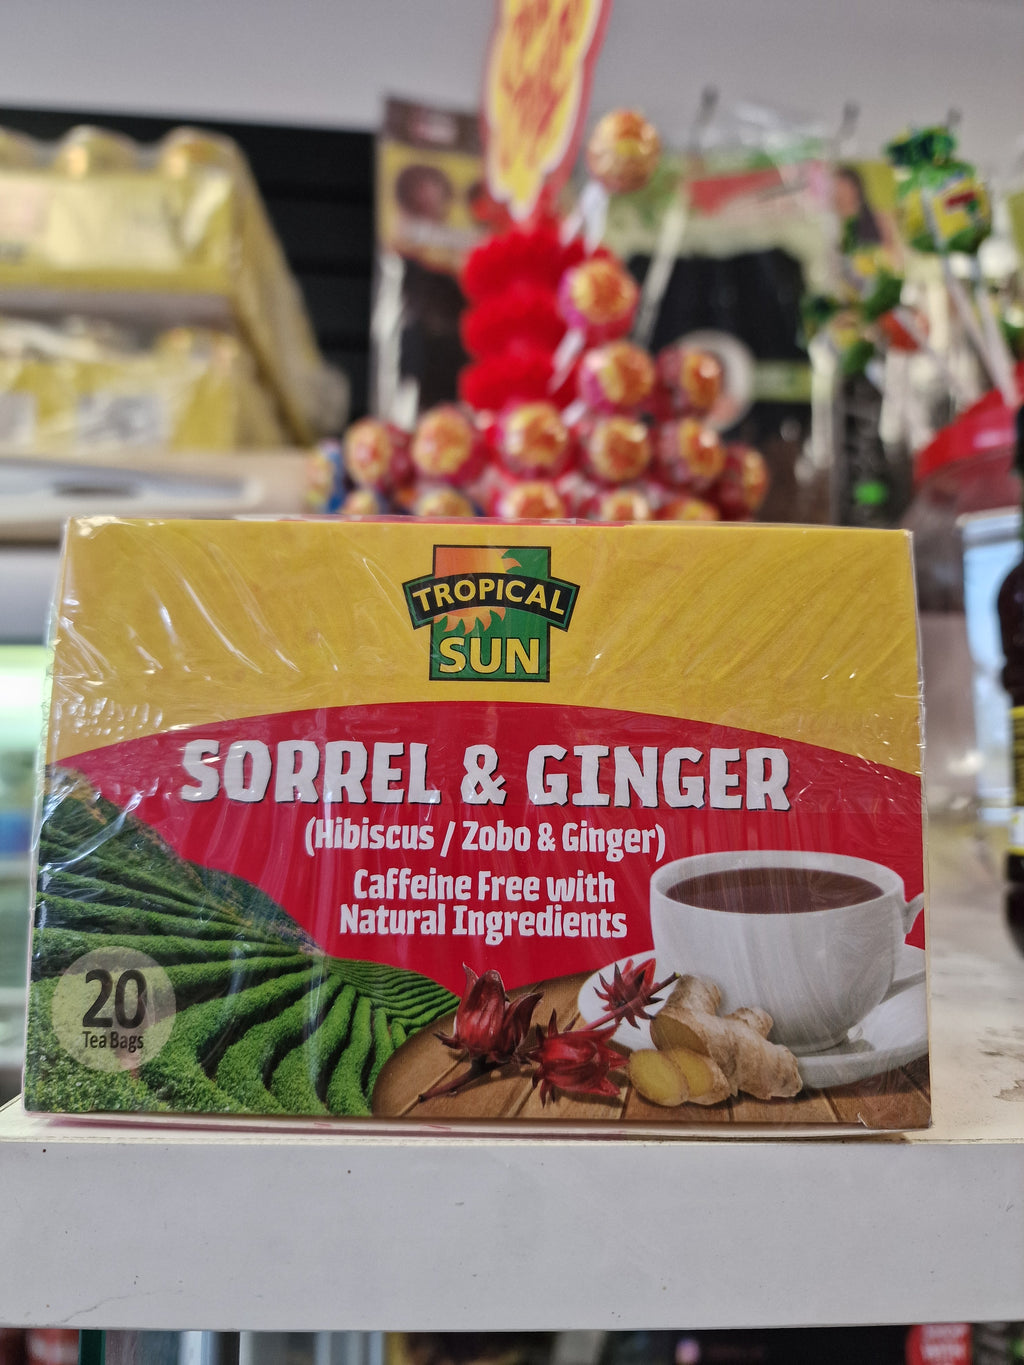 TROPICAL
SUN
SORREL & GINGER
(Hibiscus / Zobo & Ginger)
Caffeine Free with
Natural Ingredients
20
Tea Bags